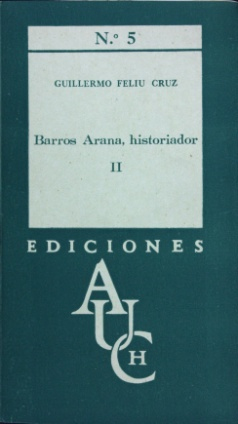 N.º 5
GUILLERMO FELIU CRUZ
Barros Arana, historiador
II
EDICIONES
AUCH